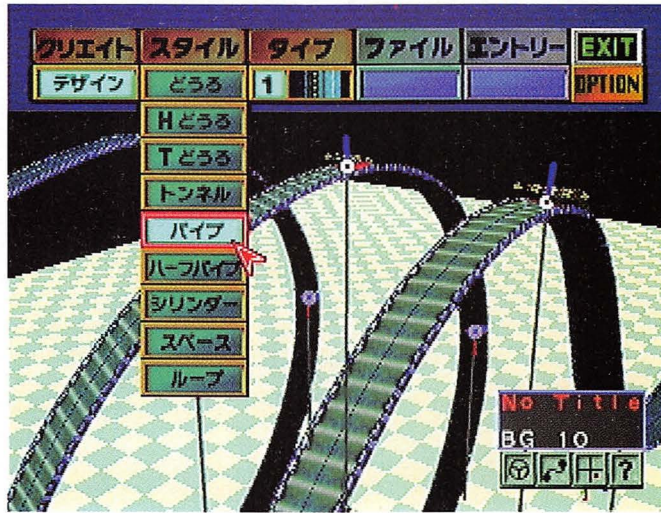 クリエイト スタイル タイプ ファイル エントリー EXIT
デザイン どうろ 1 OPTION
Hどうろ
Tどうろ
トンネル
パイプ
ハーフパイプ
シリンダー
スペース
ループ
No Title
BG 10
?